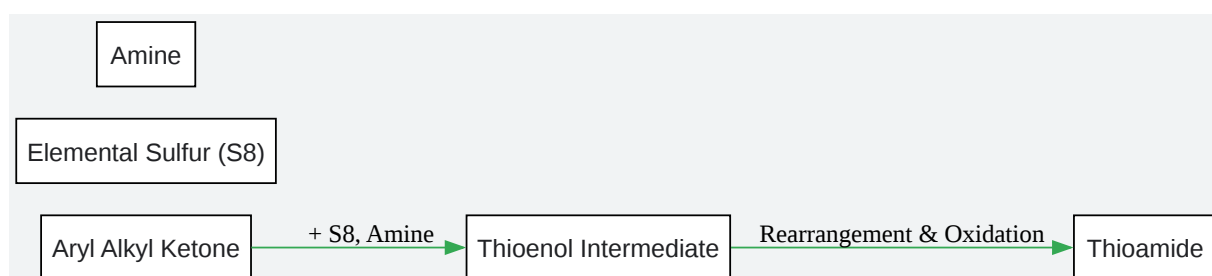 Amine
Elemental Sulfur (S8)
Aryl Alkyl Ketone
+ S8, Amine
Thioenol Intermediate
Rearrangement & Oxidation
Thioamide